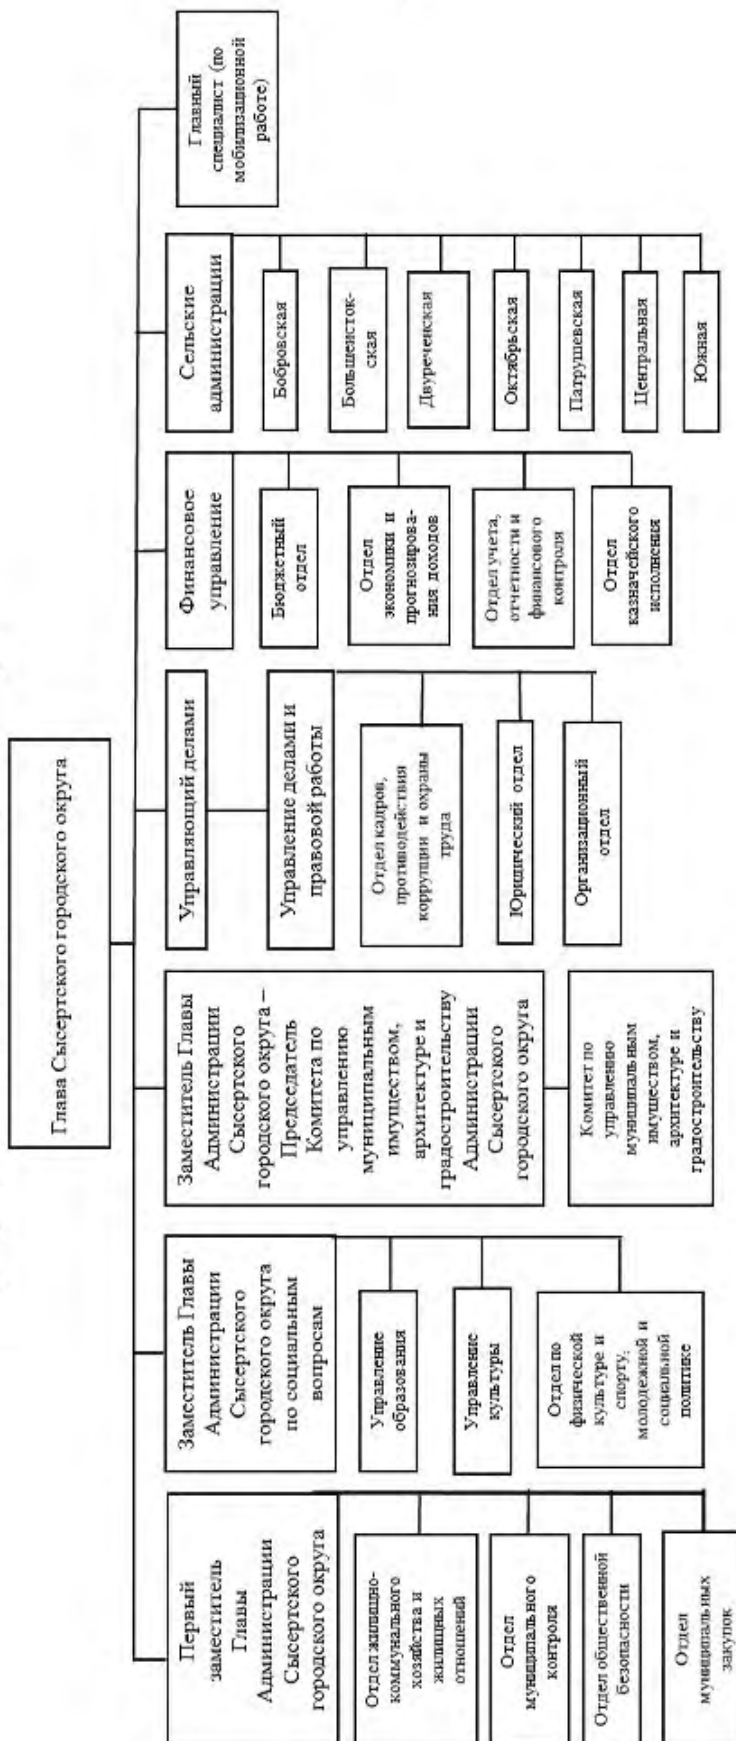 Глава Сысертского городского округа
Первый
заместитель
Главы
Администрации
Сысертского
городского округа
Отдел жилищно-
коммунального
хозяйства и
жилищных
отношений
Отдел
муниципального
контроля
Отдел общественной
безопасности
Отдел
муниципальных
закупок
Заместитель Главы
Администрации
Сысертского
городского округа
по социальным
вопросам
Управление
образования
Управление
культуры
Отдел по
физической
культуре и
спорту,
молодежной и
социальной
политике
Заместитель Главы
Администрации
Сысертского
городского округа –
Председатель
Комитета по
управлению
муниципальным
имуществом,
архитектуре и
градостроительству
Администрации
Сысертского
городского округа
Комитет по
управлению
муниципальным
имуществом,
архитектуре и
градостроительству
Управляющий делами
Управление делами и
правовой работы
Отдел кадров,
противодействия
коррупции и охраны
труда
Юридический отдел
Организационный
отдел
Финансовое
управление
Бюджетный
отдел
Отдел
экономики и
прогнозирова-
ния доходов
Отдел учета,
отчетности и
финансового
контроля
Отдел
казначейского
исполнения
Сельские
администрации
Бобровская
Большеисток-
ская
Двуреченская
Октябрьская
Патрушевская
Центральная
Южная
Главный
специалист (по
мобилизационной
работе)